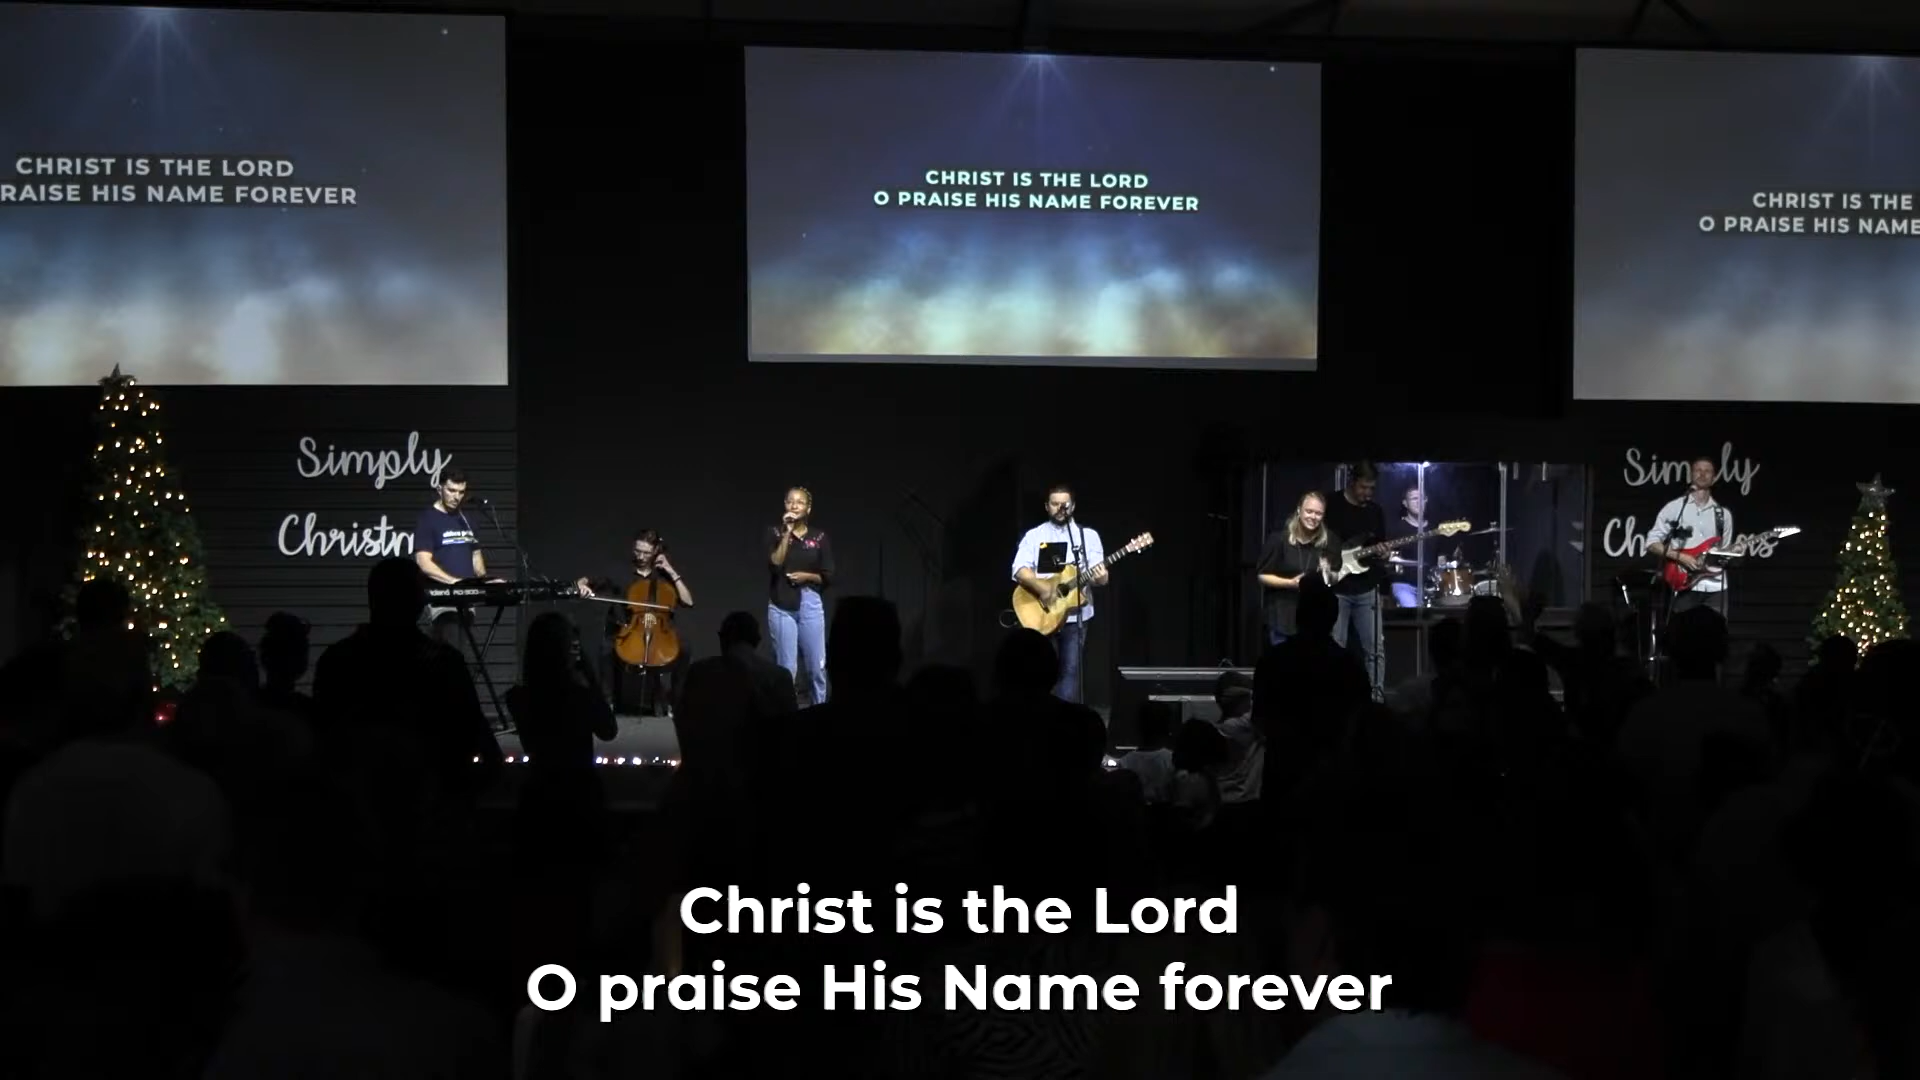 CHRIST IS THE LORD
RAISE HIS NAME FOREVER
CHRIST IS THE LORD
O PRAISE HIS NAME FOREVER
CHRIST IS THE
O PRAISE HIS NAME
Simply
Christm
Simply
Roland
Christ is the Lord
O praise His Name forever